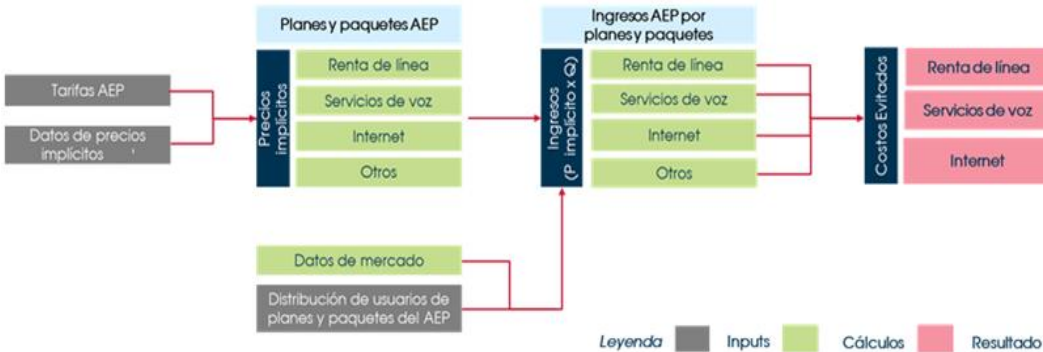 Tarifas AEP
Datos de precios
implícitos
Planes y paquetes AEP
Precios
implícitos
Renta de línea
Servicios de voz
Internet
Otros
Datos de mercado
Distribución de usuarios de
planes y paquetes del AEP
Ingresos AEP por
planes y paquetes
Ingresos
(P implícito x Q)
Renta de línea
Servicios de voz
Internet
Otros
Costos Evitados
Renta de línea
Servicios de voz
Internet
Leyenda
Inputs
Cálculos
Resultado